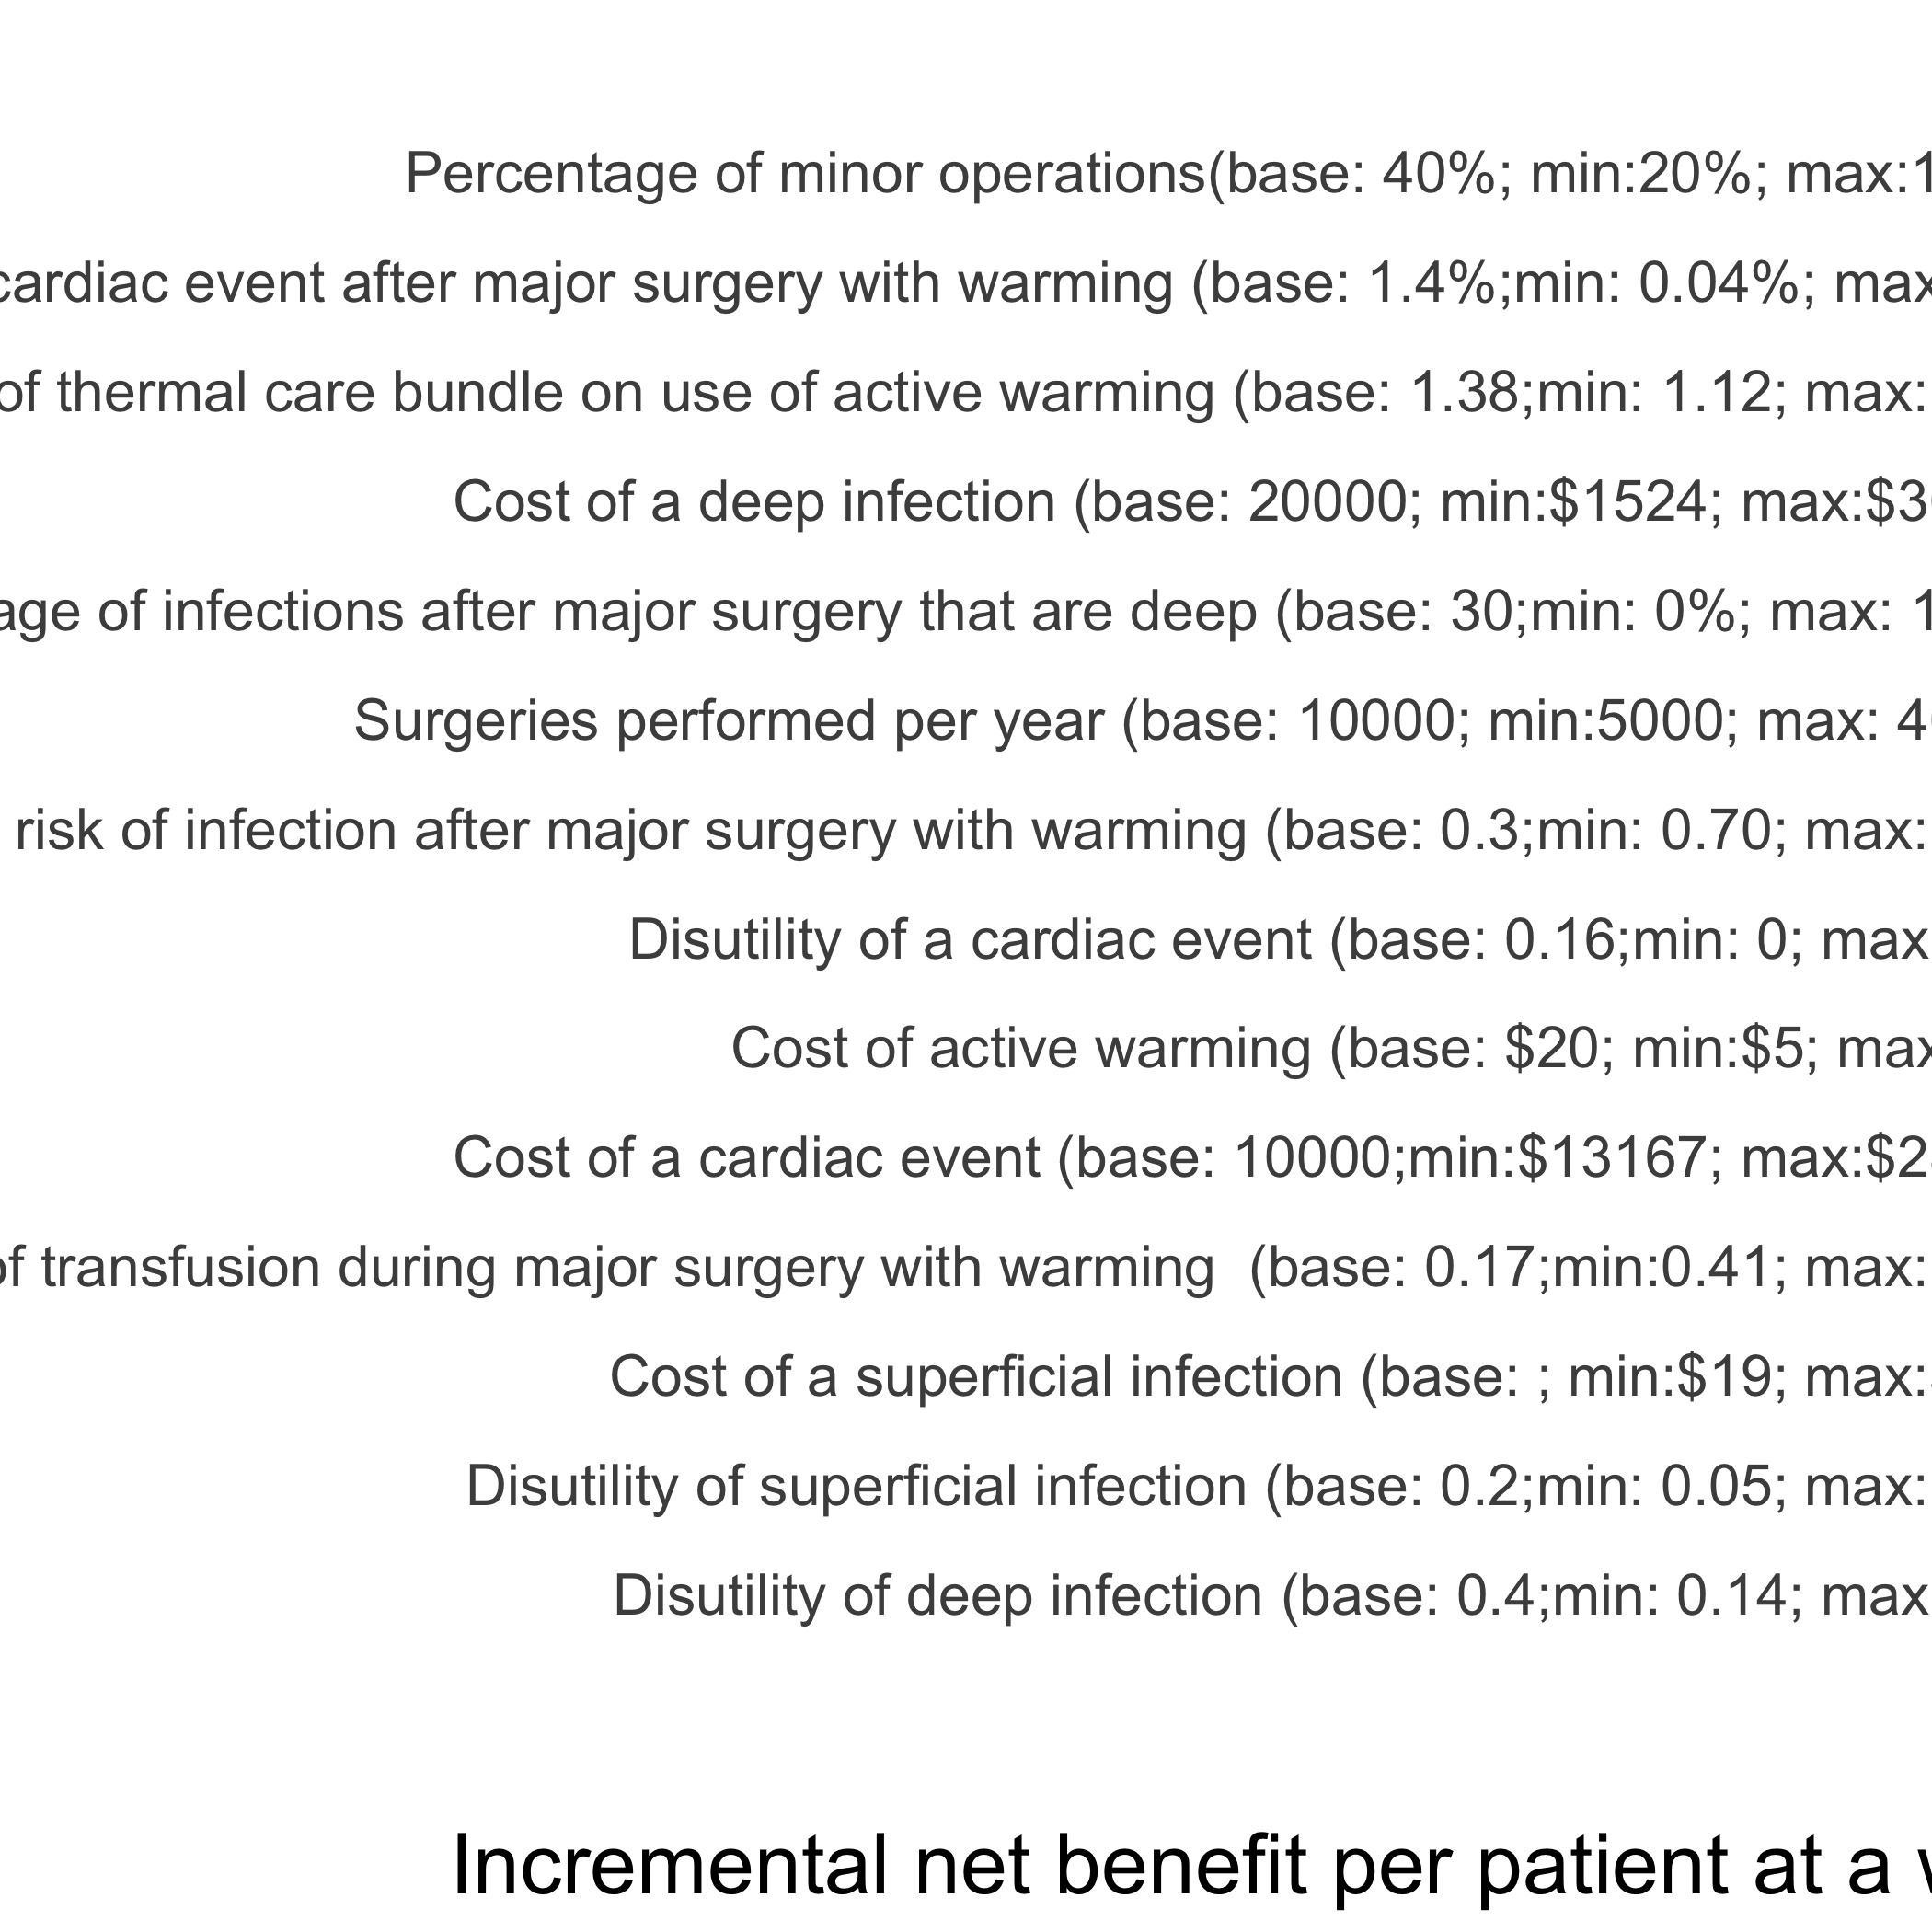 Percentage of minor operations(base: 40%; min:20%; max:1
cardiac event after major surgery with warming (base: 1.4%;min: 0.04%; max
of thermal care bundle on use of active warming (base: 1.38;min: 1.12; max:
Cost of a deep infection (base: 20000; min:$1524; max:$3
age of infections after major surgery that are deep (base: 30;min: 0%; max: 1
Surgeries performed per year (base: 10000; min:5000; max: 4
risk of infection after major surgery with warming (base: 0.3;min: 0.70; max:
Disutility of a cardiac event (base: 0.16;min: 0; max
Cost of active warming (base: $20; min:$5; max
Cost of a cardiac event (base: 10000;min:$13167; max:$2
of transfusion during major surgery with warming  (base: 0.17;min:0.41; max:
Cost of a superficial infection (base: ; min:$19; max:
Disutility of superficial infection (base: 0.2;min: 0.05; max:
Disutility of deep infection (base: 0.4;min: 0.14; max
Incremental net benefit per patient at a